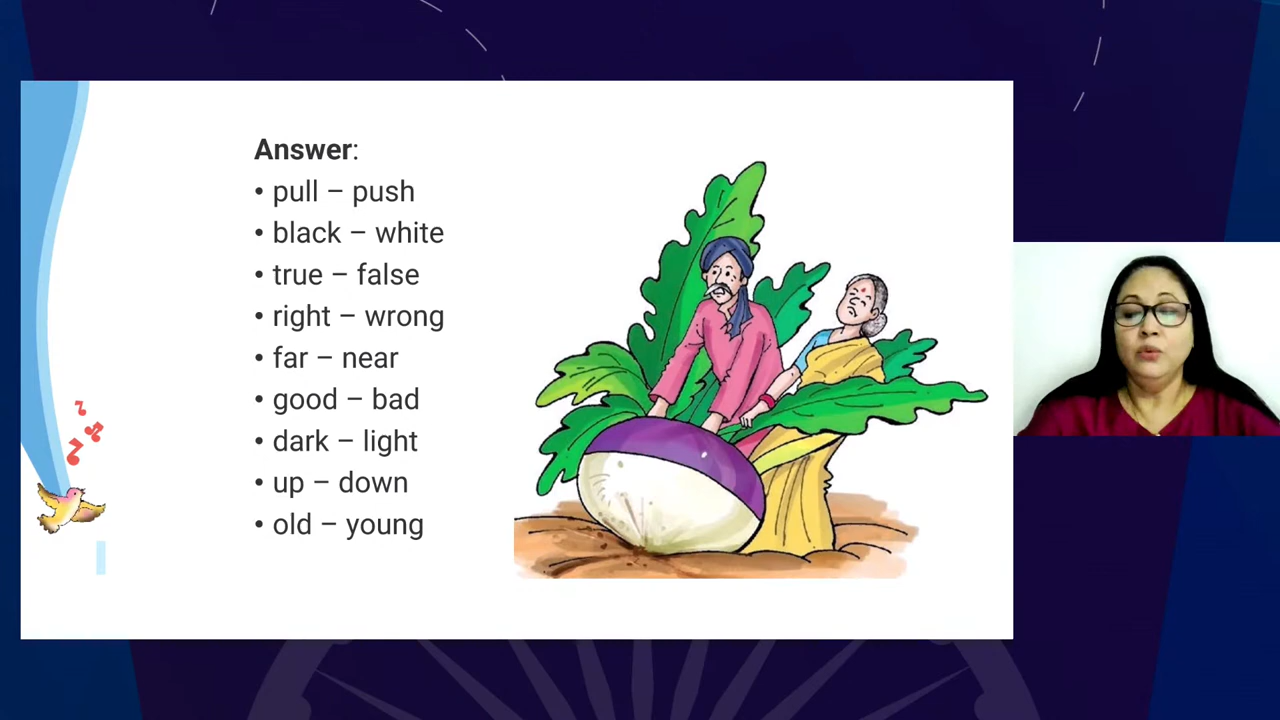 Answer:
• pull – push
• black – white
• true – false
• right – wrong
• far – near
• good – bad
• dark – light
• up – down
• old – young